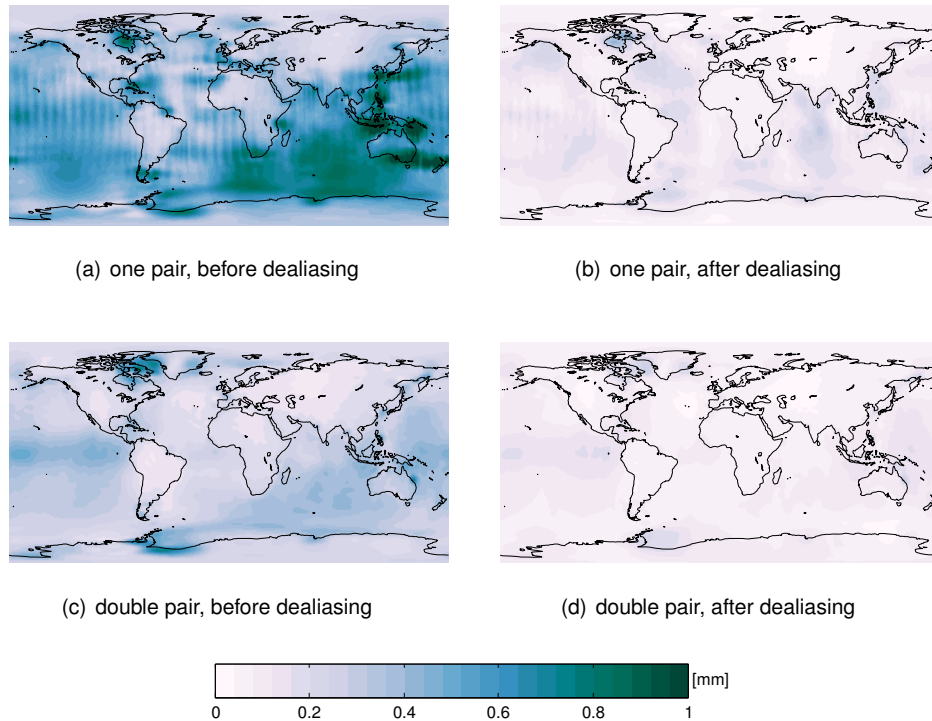 (a) one pair, before dealiasing
(b) one pair, after dealiasing
(c) double pair, before dealiasing
(d) double pair, after dealiasing
[mm]
0 0.2 0.4 0.6 0.8 1